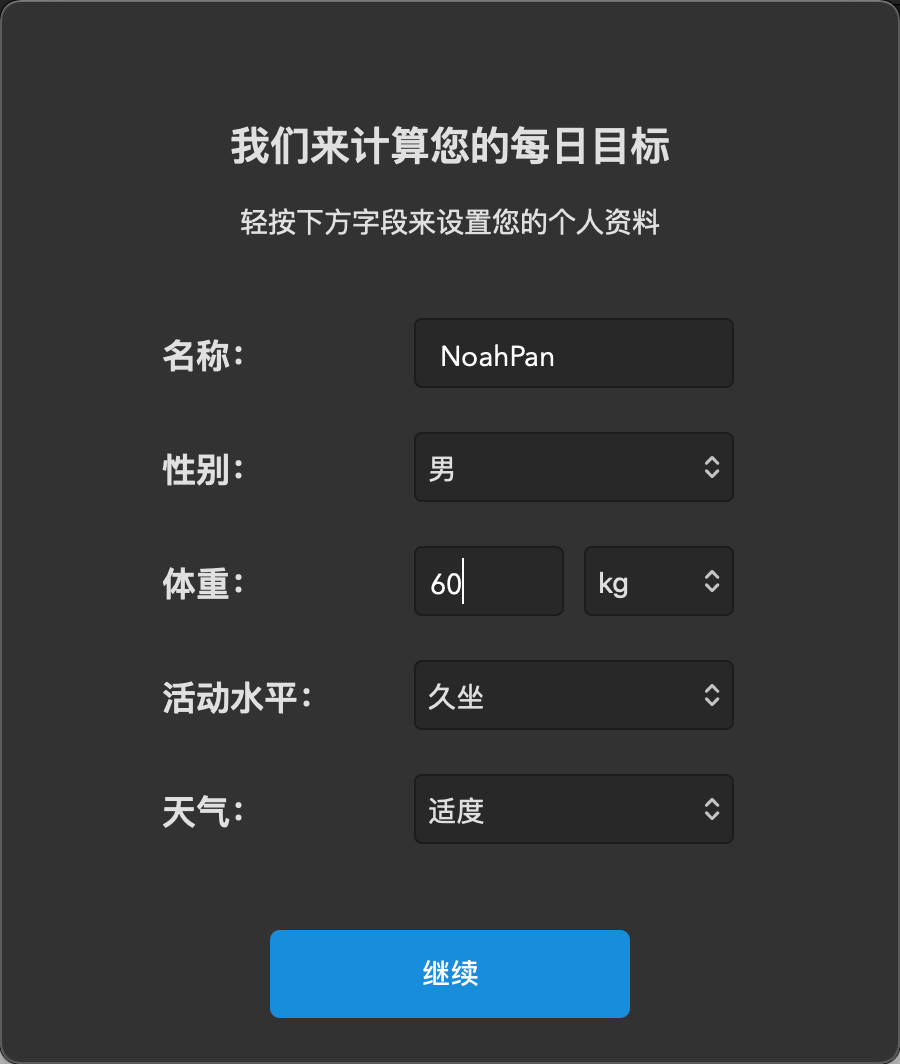 我们来计算您的每日目标
轻按下方字段来设置您的个人资料
名称： NoahPan
性别： 男
体重： 60 kg
活动水平： 久坐
天气： 适度
继续